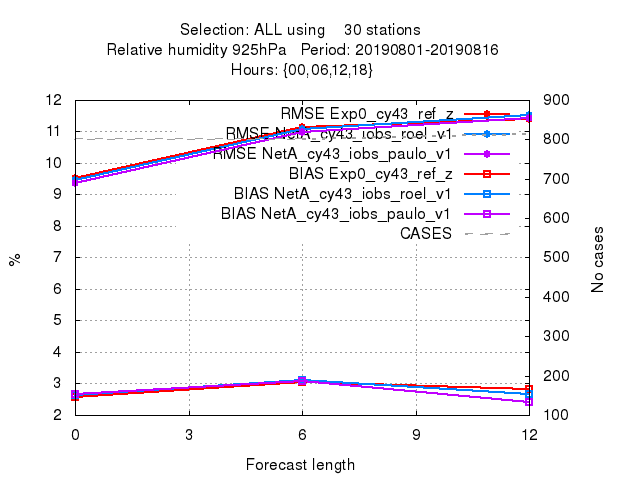 Selection: ALL using 30 stations
Relative humidity 925hPa Period: 20190801-20190816
Hours: {00,06,12,18}
RMSE Exp0_cy43_ref_z
RMSE NetA_cy43_iobs_roel_v1
RMSE NetA_cy43_iobs_paulo_v1
BIAS Exp0_cy43_ref_z
BIAS NetA_cy43_iobs_roel_v1
BIAS NetA_cy43_iobs_paulo_v1
CASES
12
11
10
9
8
7
6
5
4
3
2
%
900
800
700
600
500
400
300
200
100
No cases
0 3 6 9 12
Forecast length